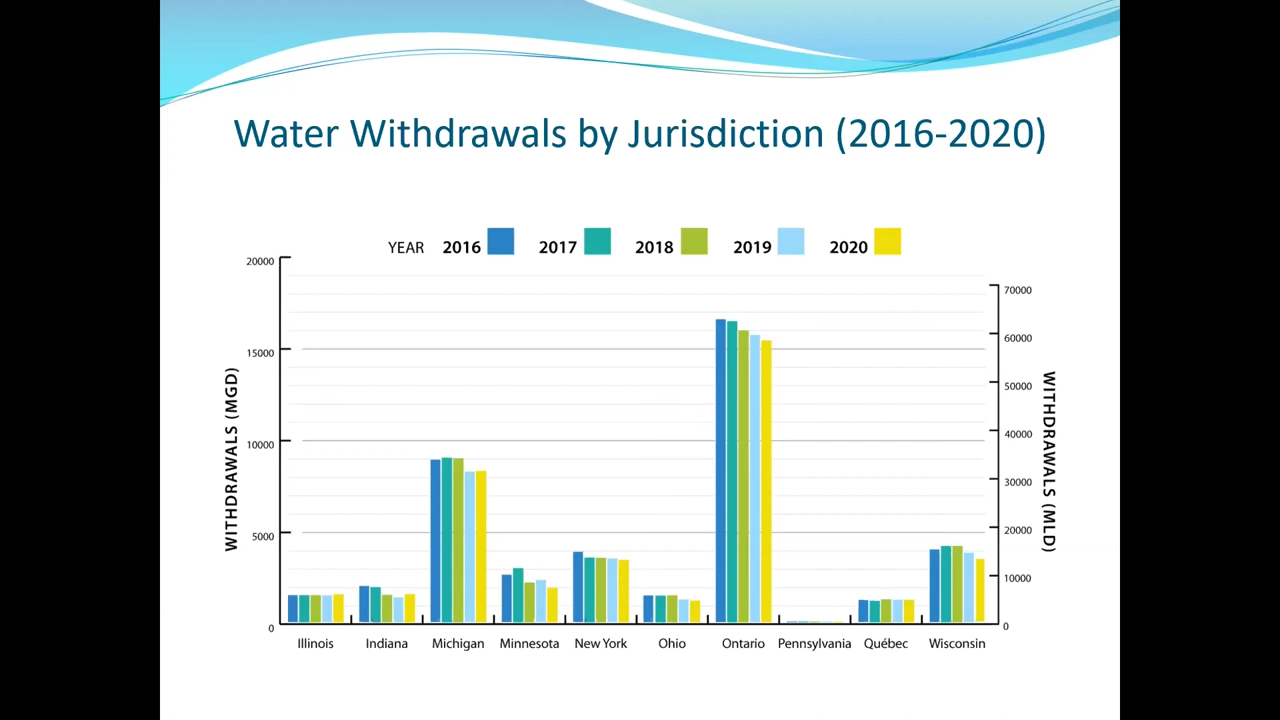 Water Withdrawals by Jurisdiction (2016-2020)
YEAR 2016 2017 2018 2019 2020
20000
15000
10000
5000
0
WITHDRAWALS (MGD)
70000
60000
50000
40000
30000
20000
10000
0
WITHDRAWALS (MLD)
Illinois Indiana Michigan Minnesota New York Ohio Ontario Pennsylvania Québec Wisconsin